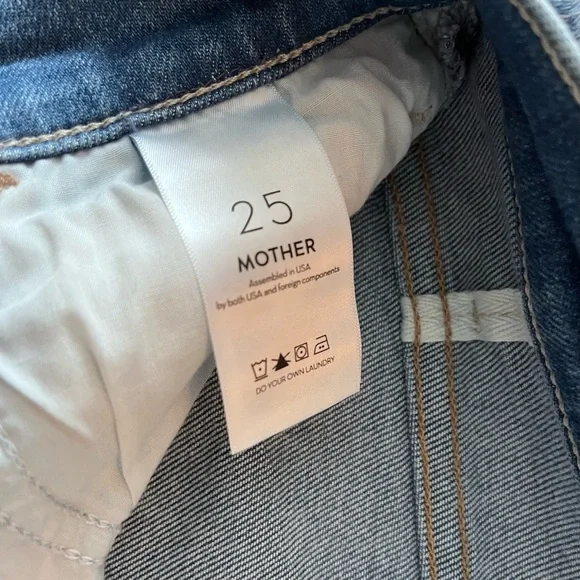 25
MOTHER
Assembled in USA
by both USA and foreign components
DO YOUR OWN LAUNDRY